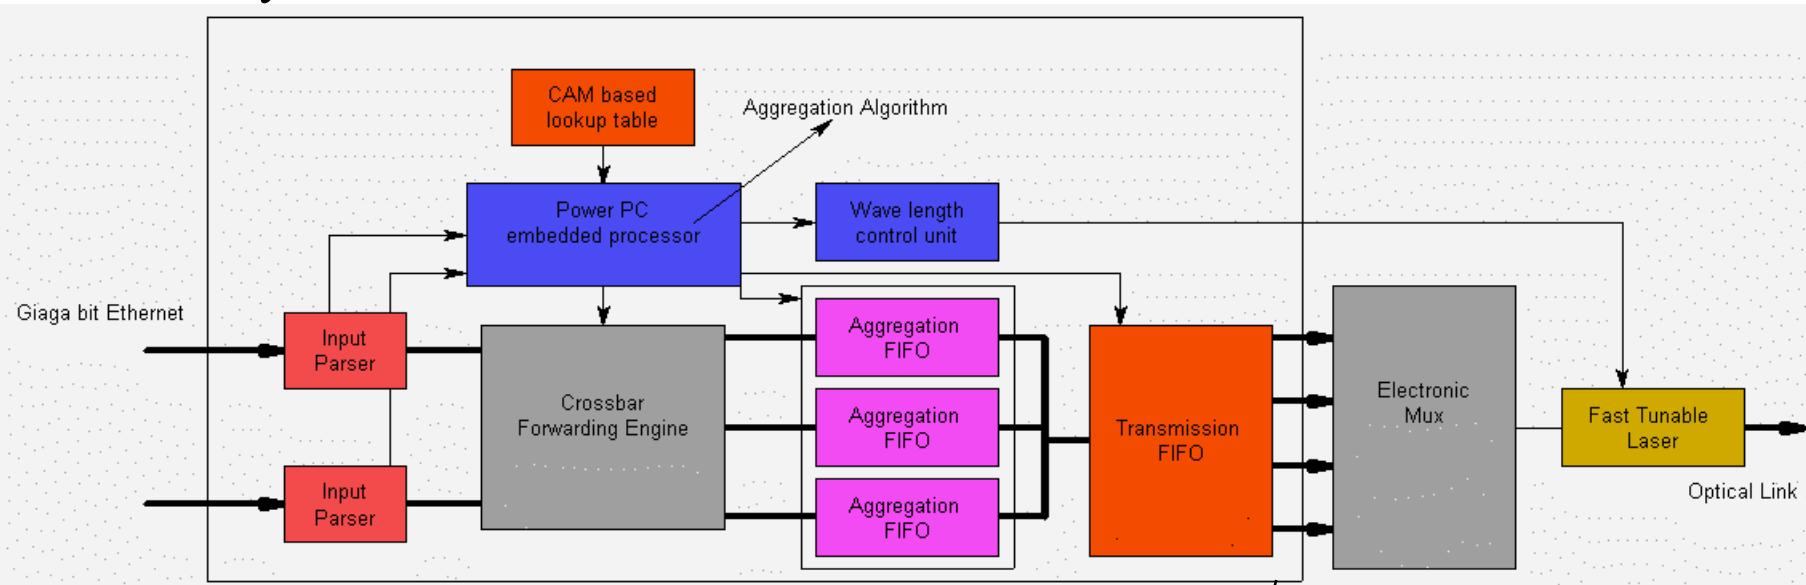 CAM based
lookup table
Aggregation Algorithm
Power PC
embedded processor
Wave length
control unit
Giaga bit Ethernet
Input
Parser
Aggregation
FIFO
Crossbar
Forwarding Engine
Aggregation
FIFO
Transmission
FIFO
Electronic
Mux
Fast Tunable
Laser
Input
Parser
Aggregation
FIFO
Optical Link